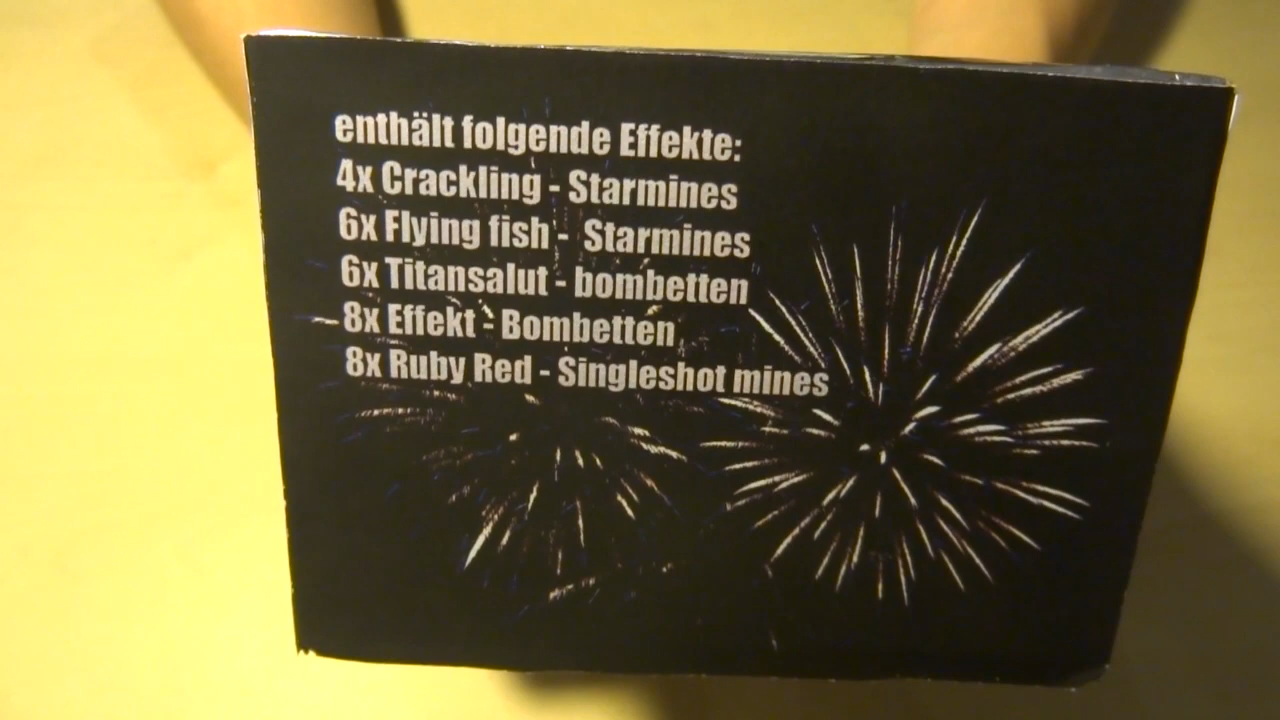 enthält folgende Effekte:
4x Crackling - Starmines
6x Flying fish - Starmines
6x Titansalut - bombetten
8x Effekt - Bombetten
8x Ruby Red - Singleshot mines